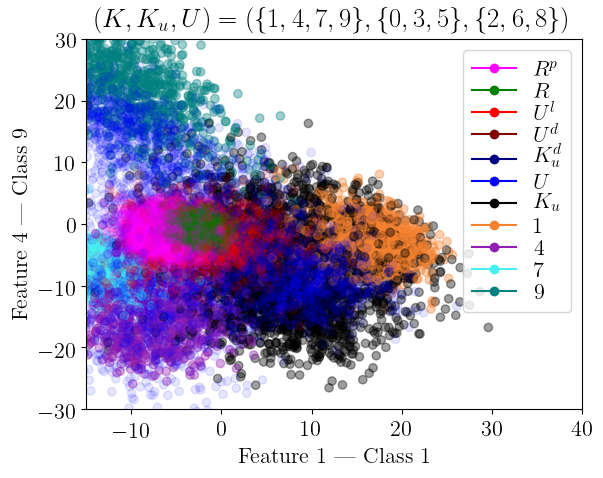 (K, K_u, U) = ({1, 4, 7, 9}, {0, 3, 5}, {2, 6, 8})
Feature 4 — Class 9
30
20
10
0
−10
−20
−30
−10
0
10
20
30
40
Feature 1 — Class 1
R^p
R
U^l
U^d
K_u^d
U
K_u
1
4
7
9